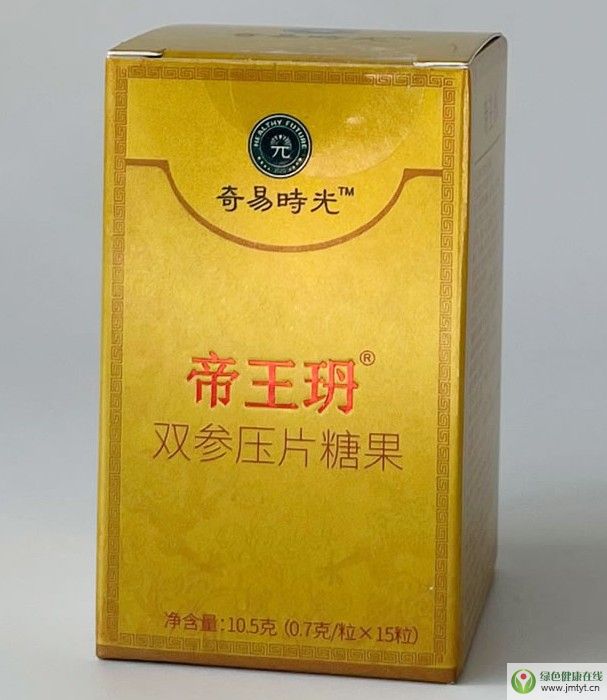 HEALTHY FUTURE
元
奇易時光™
帝王玬®
双参压片糖果
净含量:10.5克 (0.7克/粒×15粒)
绿色健康在线
www.jmtyt.cn